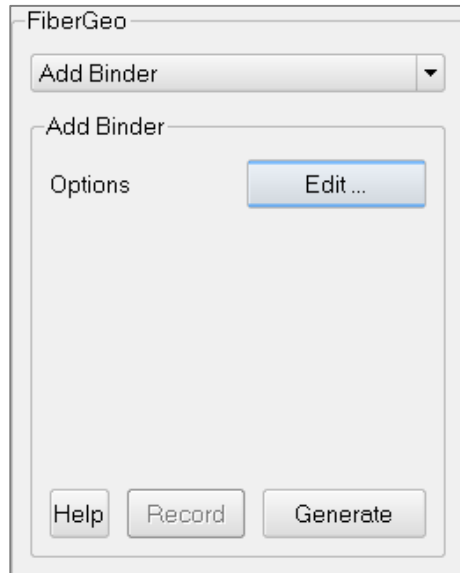 FiberGeo
Add Binder
Add Binder
Options Edit ...
Help Record Generate